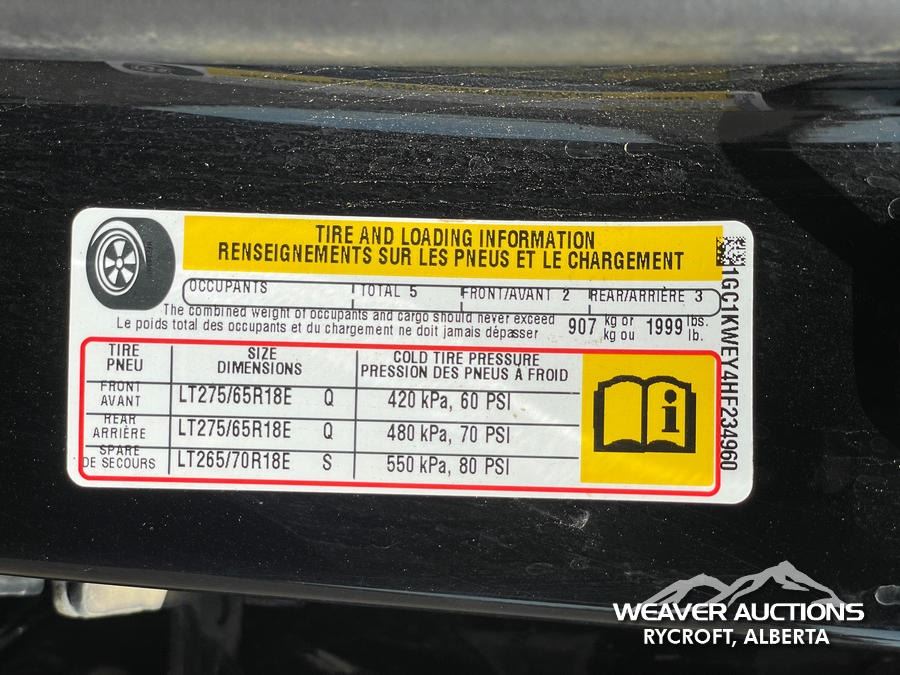 TIRE AND LOADING INFORMATION
RENSEIGNEMENTS SUR LES PNEUS ET LE CHARGEMENT
OCCUPANTS TOTAL 5 FRONT/AVANT 2 REAR/ARRIÈRE 3
The combined weight of occupants and cargo should never exceed
Le poids total des occupants et du chargement ne doit jamais dépasser
907 kg or kg ou 1999 lbs. lb.
TIRE PNEU SIZE DIMENSIONS COLD TIRE PRESSURE PRESSION DES PNEUS À FROID
FRONT AVANT LT275/65R18E Q 420 kPa, 60 PSI
REAR ARRIÈRE LT275/65R18E Q 480 kPa, 70 PSI
SPARE DE SECOURS LT265/70R18E S 550 kPa, 80 PSI
i
1GC1KWEY4HF234960
WEAVER AUCTIONS
RYCROFT, ALBERTA